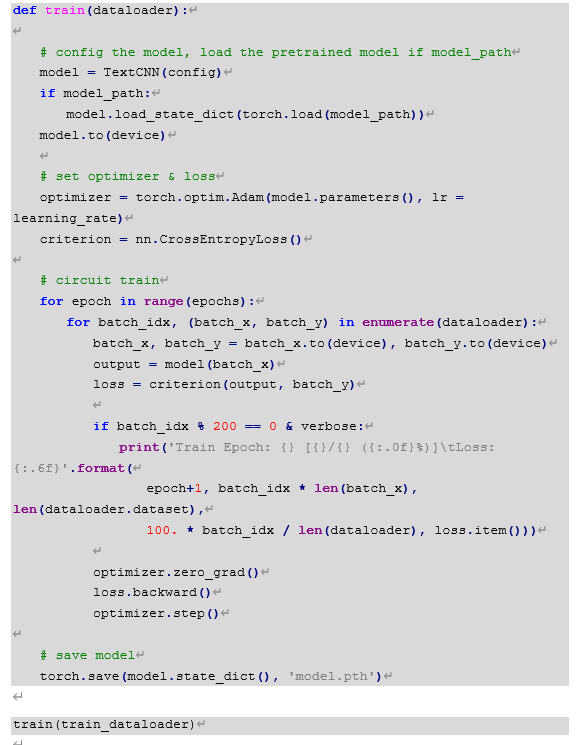 def train(dataloader):↵
↵
    # config the model, load the pretrained model if model_path↵
    model = TextCNN(config)↵
    if model_path:↵
        model.load_state_dict(torch.load(model_path))↵
    model.to(device)↵
    ↵
    # set optimizer & loss↵
    optimizer = torch.optim.Adam(model.parameters(), lr =
learning_rate)↵
    criterion = nn.CrossEntropyLoss()↵
↵
    # circuit train↵
    for epoch in range(epochs):↵
        for batch_idx, (batch_x, batch_y) in enumerate(dataloader):↵
            batch_x, batch_y = batch_x.to(device), batch_y.to(device)↵
            output = model(batch_x)↵
            loss = criterion(output, batch_y)↵
            ↵
            if batch_idx % 200 == 0 & verbose:↵
                print('Train Epoch: {} [{}/{} ({:.0f}%)]\tLoss:
{:.6f}'.format(↵
                    epoch+1, batch_idx * len(batch_x),
len(dataloader.dataset),↵
                    100. * batch_idx / len(dataloader), loss.item()))↵
            ↵
            optimizer.zero_grad()↵
            loss.backward()↵
            optimizer.step()↵
↵
    # save model↵
    torch.save(model.state_dict(), 'model.pth')↵
↵
train(train_dataloader)↵
↵